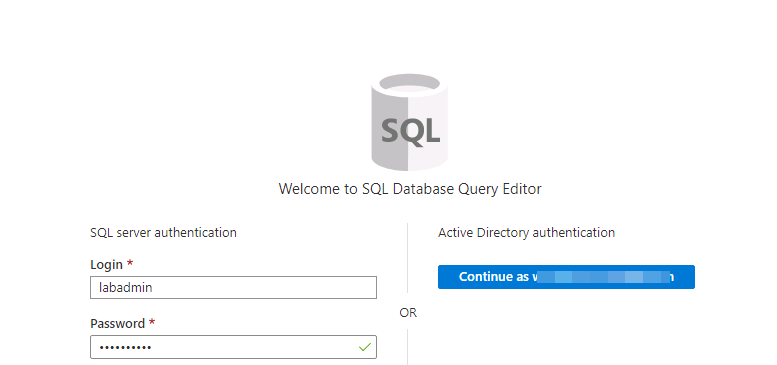 SQL
Welcome to SQL Database Query Editor
SQL server authentication
Login *
labadmin
Password *
••••••••••
OR
Active Directory authentication
Continue as